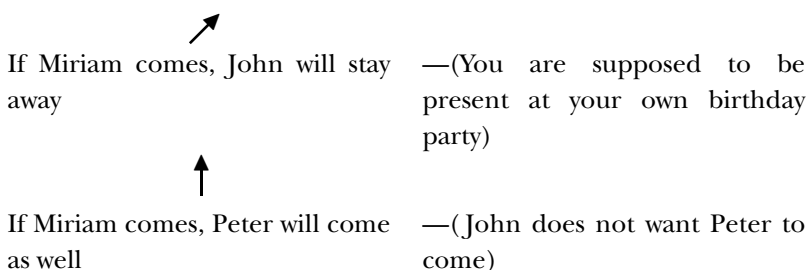 If Miriam comes, John will stay away
—(You are supposed to be present at your own birthday party)
If Miriam comes, Peter will come as well
—(John does not want Peter to come)